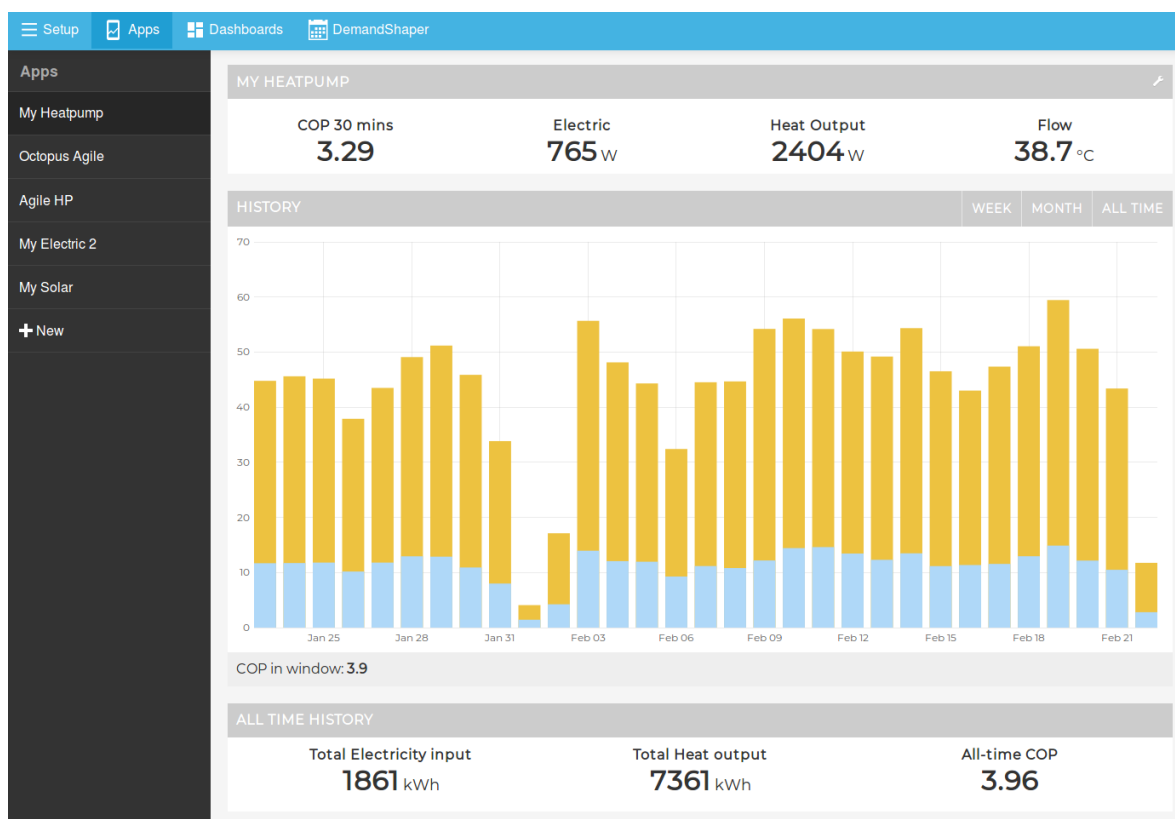 Setup Apps Dashboards DemandShaper
Apps
My Heatpump
Octopus Agile
Agile HP
My Electric 2
My Solar
New
MY HEATPUMP
COP 30 mins Electric Heat Output Flow
3.29 765 W 2404 W 38.7 °C
HISTORY WEEK MONTH ALL TIME
70
60
50
40
30
20
10
0
Jan 25 Jan 28 Jan 31 Feb 03 Feb 06 Feb 09 Feb 12 Feb 15 Feb 18 Feb 21
COP in window: 3.9
ALL TIME HISTORY
Total Electricity input Total Heat output All-time COP
1861 kWh 7361 kWh 3.96